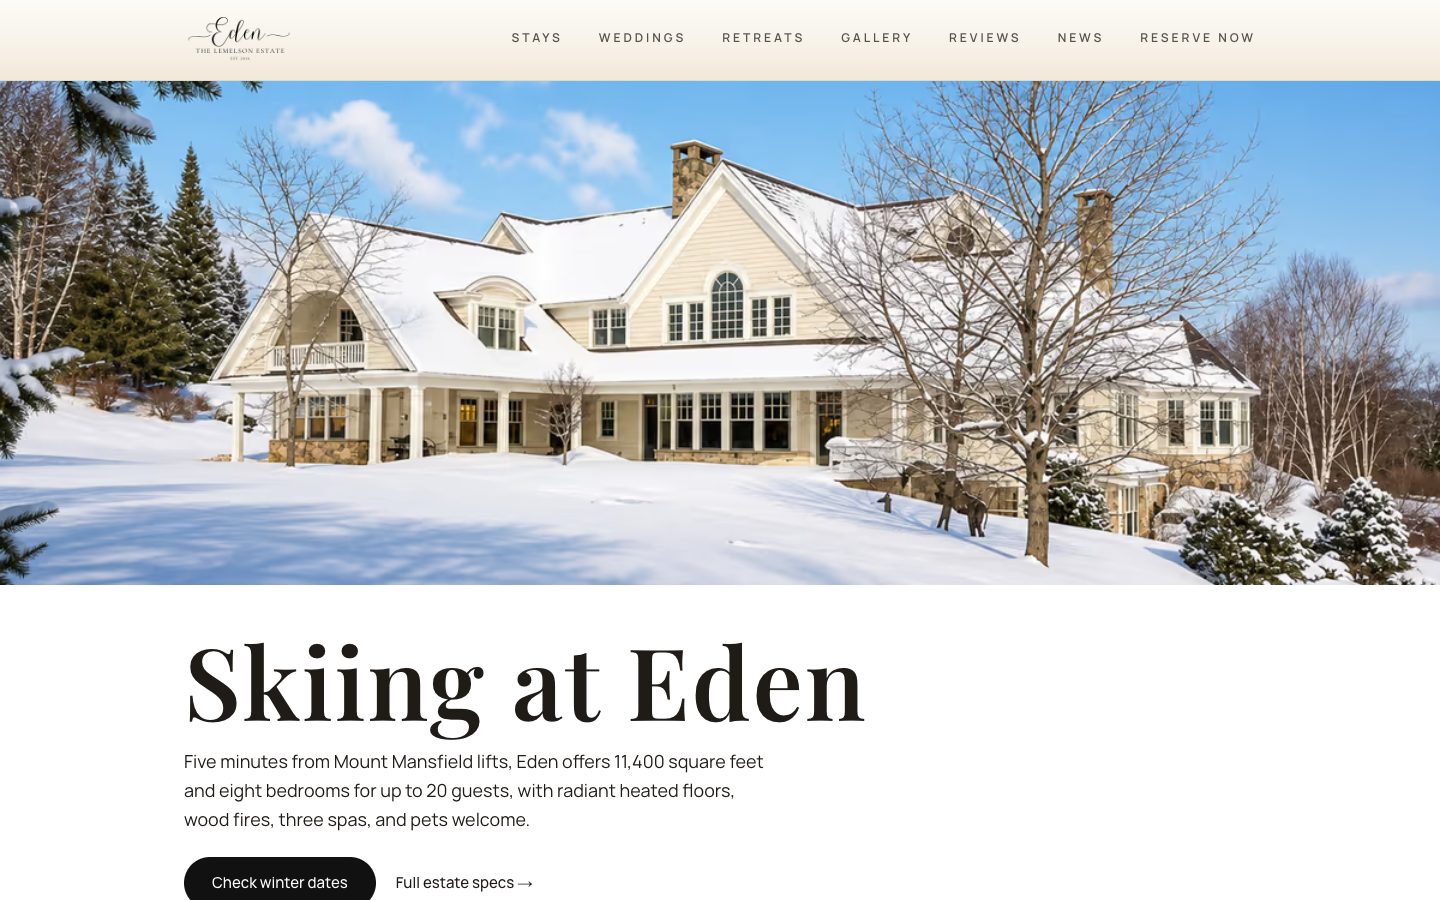 Eden
THE LEMELSON ESTATE
EST. 2016
STAYS WEDDINGS RETREATS GALLERY REVIEWS NEWS RESERVE NOW
Skiing at Eden
Five minutes from Mount Mansfield lifts, Eden offers 11,400 square feet
and eight bedrooms for up to 20 guests, with radiant heated floors,
wood fires, three spas, and pets welcome.
Check winter dates Full estate specs →